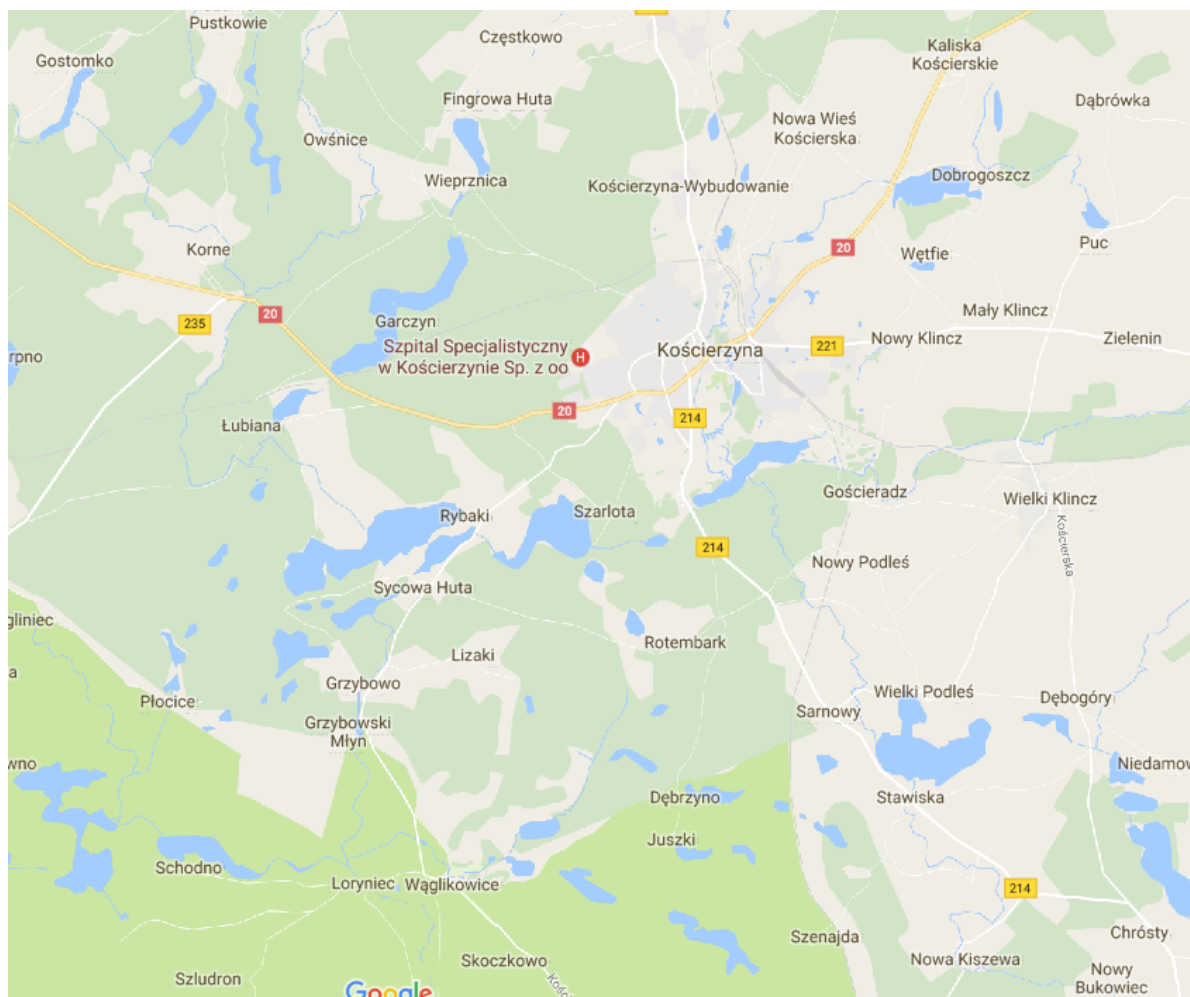 Pustkowie
Częstkowo
214
Kaliska
Kościerskie
Gostomko
Fingrowa Huta
Dąbrówka
Nowa Wieś
Kościerska
Owśnice
Wieprznica
Kościerzyna-Wybudowanie
Dobrogoszcz
Korne
20
Wętfie
Puc
20
235
Garczyn
Mały Klincz
Szpital Specjalistyczny
w Kościerzynie Sp. z oo
H
Kościerzyna
221
Nowy Klincz
Zielenin
rpno
20
214
Łubiana
Gościeradz
Wielki Klincz
Rybaki
Szarlota
Kościerska
214
Nowy Podleś
Sycowa Huta
gliniec
Rotembark
Lizaki
a
Grzybowo
Wielki Podleś
Dębogóry
Płocice
Sarnowy
Grzybowski
Młyn
wno
Niedamow
Dębrzyno
Stawiska
Juszki
Schodno
Loryniec
Wąglikowice
214
Szenajda
Chrósty
Skoczkowo
Nowa Kiszewa
Szludron
Nowy
Bukowiec
Google
Kośc